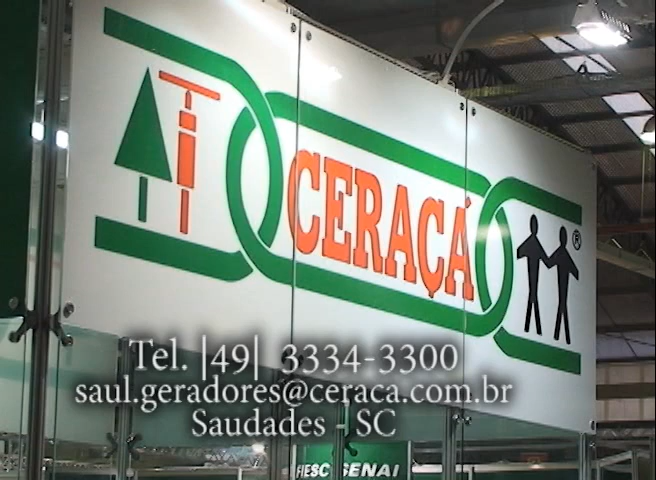 CERAÇÁ
®
Tel. |49| 3334-3300
saul.geradores@ceraca.com.br
Saudades - SC
FIESC SENAI